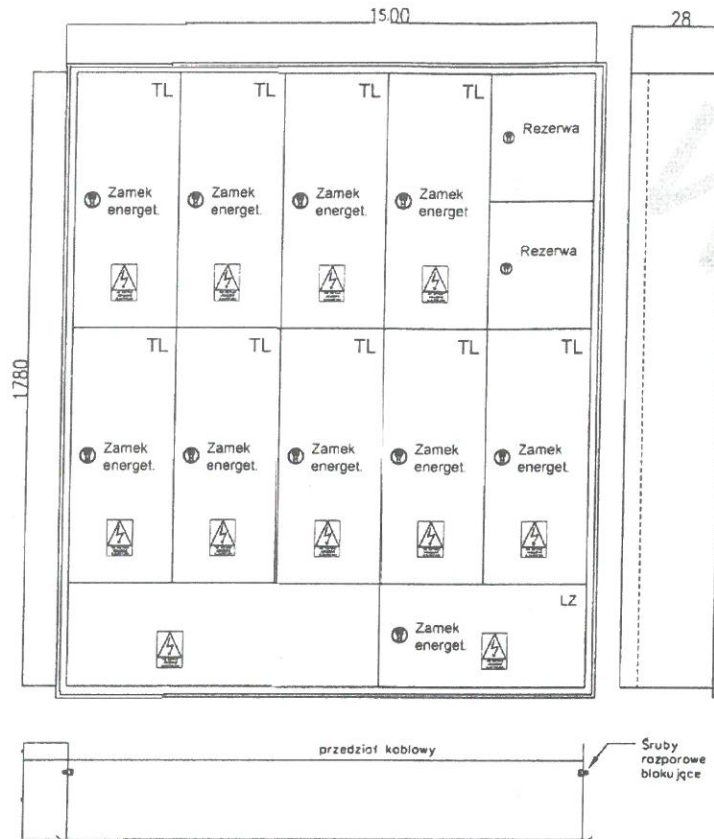 1500
28
1780
TL
TL
TL
TL
Zamek
energet.
Zamek
energet.
Zamek
energet.
Zamek
energet
Rezerwa
Rezerwa
TL
TL
TL
TL
TL
Zamek
energet.
Zamek
energet.
Zamek
energet.
Zamek
energet.
Zamek
energet.
LZ
Zamek
energet.
przedział kablowy
Śruby
rozporowe
blokujące